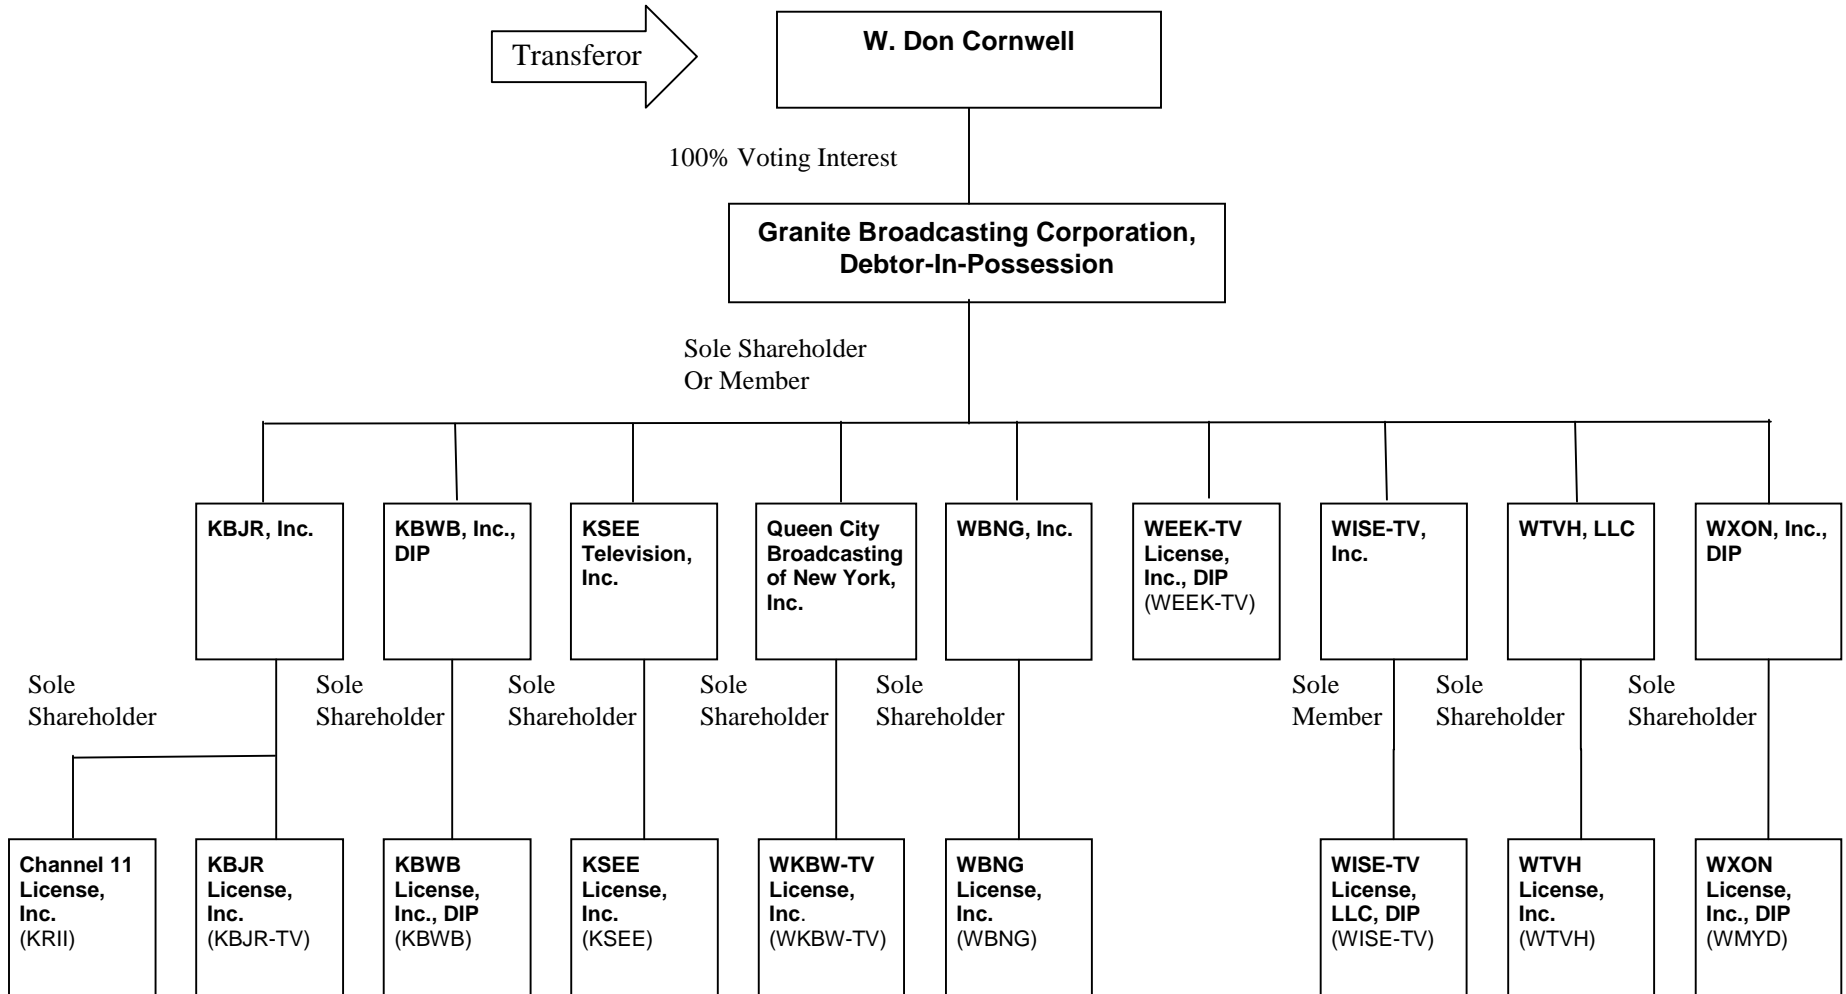 Transferor
W. Don Cornwell
100% Voting Interest
Granite Broadcasting Corporation,
Debtor-In-Possession
Sole Shareholder
Or Member
KBJR, Inc.
KBWB, Inc.,
DIP
KSEE
Television,
Inc.
Queen City
Broadcasting
of New York,
Inc.
WBNG, Inc.
WEEK-TV
License,
Inc., DIP
(WEEK-TV)
WISE-TV,
Inc.
WTVH, LLC
WXON, Inc.,
DIP
Sole
Shareholder
Sole
Shareholder
Sole
Shareholder
Sole
Shareholder
Sole
Shareholder
Sole
Member
Sole
Shareholder
Sole
Shareholder
Channel 11
License,
Inc.
(KRII)
KBJR
License,
Inc.
(KBJR-TV)
KBWB
License,
Inc., DIP
(KBWB)
KSEE
License,
Inc.
(KSEE)
WKBW-TV
License,
Inc.
(WKBW-TV)
WBNG
License,
Inc.
(WBNG)
WISE-TV
License,
LLC, DIP
(WISE-TV)
WTVH
License,
Inc.
(WTVH)
WXON
License,
Inc., DIP
(WMYD)